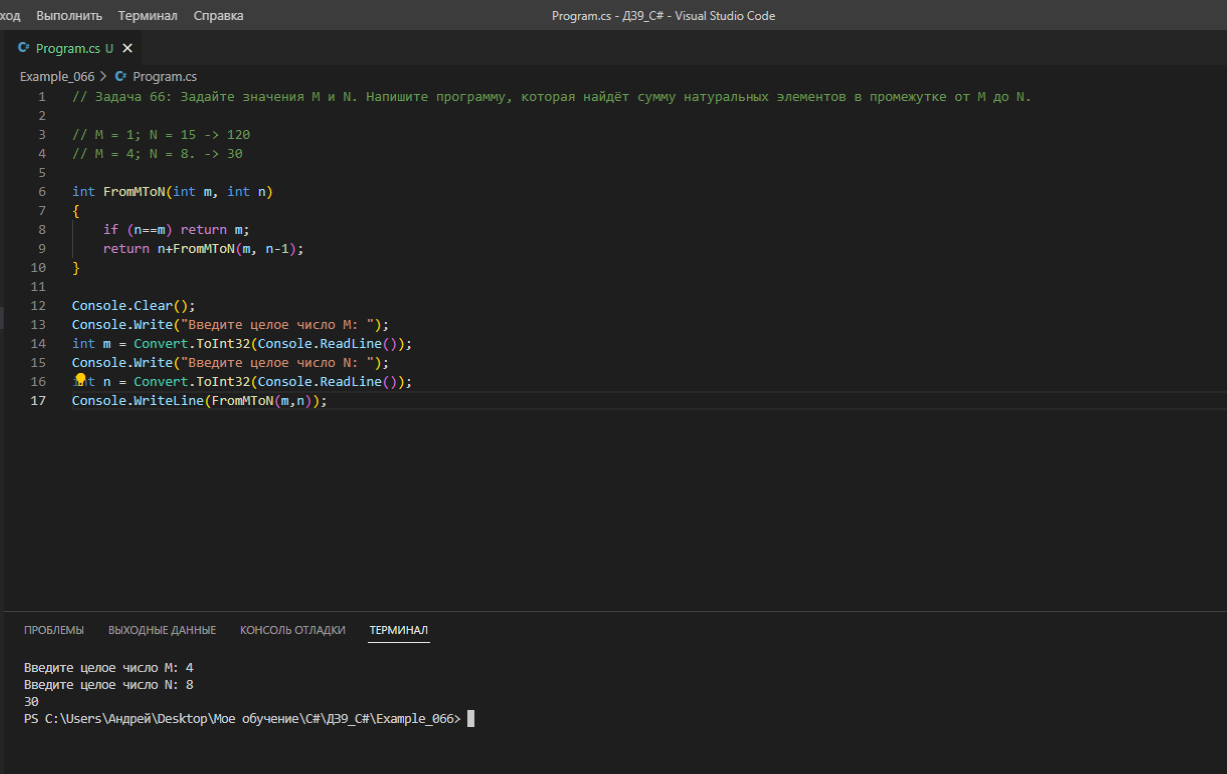 ход Выполнить Терминал Справка Program.cs - ДЗ9_C# - Visual Studio Code
Program.cs U
Example_066 > Program.cs
1 // Задача 66: Задайте значения M и N. Напишите программу, которая найдёт сумму натуральных элементов в промежутке от M до N.
2
3 // M = 1; N = 15 -> 120
4 // M = 4; N = 8. -> 30
5
6 int FromMToN(int m, int n)
7 {
8     if (n==m) return m;
9     return n+FromMToN(m, n-1);
10 }
11
12 Console.Clear();
13 Console.Write("Введите целое число M: ");
14 int m = Convert.ToInt32(Console.ReadLine());
15 Console.Write("Введите целое число N: ");
16 int n = Convert.ToInt32(Console.ReadLine());
17 Console.WriteLine(FromMToN(m,n));
ПРОБЛЕМЫ ВЫХОДНЫЕ ДАННЫЕ КОНСОЛЬ ОТЛАДКИ ТЕРМИНАЛ
Введите целое число M: 4
Введите целое число N: 8
30
PS C:\Users\Андрей\Desktop\Мое обучение\C#\ДЗ9_C#\Example_066>